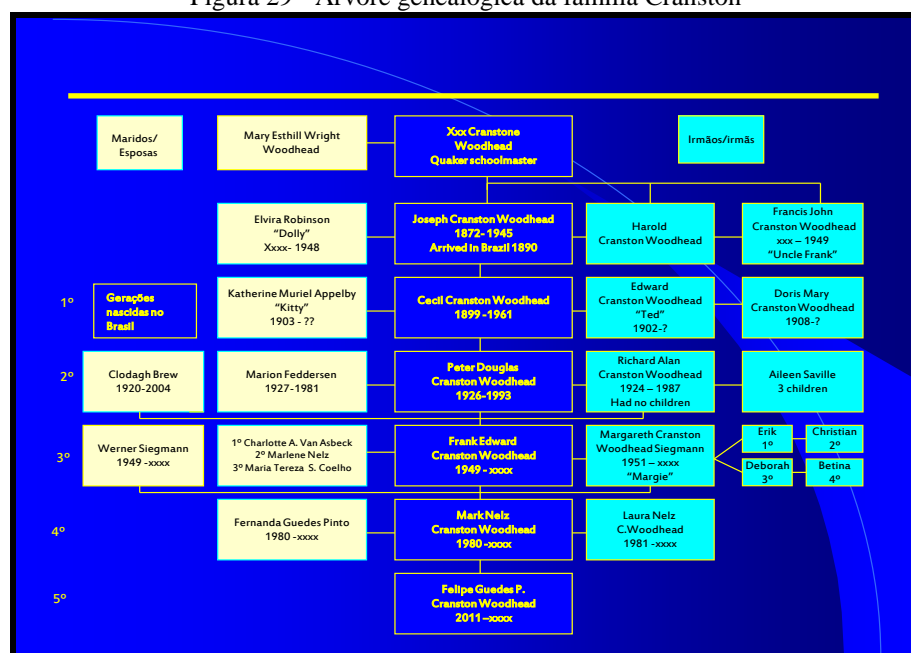 Figura 29 - Árvore genealógica da família Cranston
Maridos/
Esposas
Mary Esthill Wright
Woodhead
Xxx Cranstone
Woodhead
Quaker schoolmaster
Irmãos/irmãs
Elvira Robinson
“Dolly”
Xxxx- 1948
Joseph Cranston Woodhead
1872-1945
Arrived in Brazil 1890
Harold
Cranston Woodhead
Francis John
Cranston Woodhead
xxx – 1949
“Uncle Frank”
1º
Gerações
nascidas no
Brasil
Katherine Muriel Appelby
“Kitty”
1903 - ??
Cecil Cranston Woodhead
1899 -1961
Edward
Cranston Woodhead
“Ted”
1902-?
Doris Mary
Cranston Woodhead
1908-?
2º
Clodagh Brew
1920-2004
Marion Feddersen
1927-1981
Peter Douglas
Cranston Woodhead
1926-1993
Richard Alan
Cranston Woodhead
1924 – 1987
Had no children
Aileen Saville
3 children
3º
Werner Siegmann
1949 -xxxx
1º Charlotte A. Van Asbeck
2º Marlene Nelz
3º Maria Tereza S. Coelho
Frank Edward
Cranston Woodhead
1949 - xxxx
Margareth Cranston
Woodhead Siegmann
1951 – xxxx
“Margie”
Erik
1º
Christian
2º
Deborah
3º
Betina
4º
4º
Fernanda Guedes Pinto
1980 -xxxx
Mark Nelz
Cranston Woodhead
1980 -xxxx
Laura Nelz
C.Woodhead
1981 -xxxx
5º
Felipe Guedes P.
Cranston Woodhead
2011 –xxxx